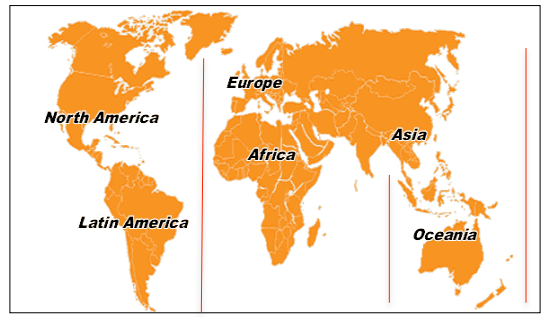 Europe
North America
Asia
Africa
Latin America
Oceania